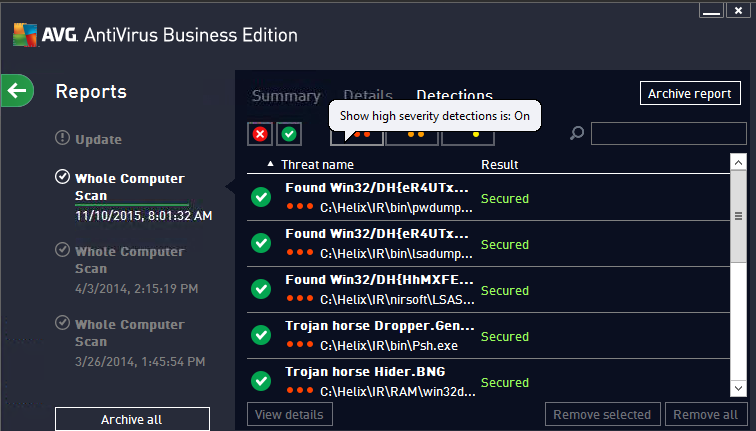 AVG. AntiVirus Business Edition
Reports
Update
Whole Computer
Scan
11/10/2015, 8:01:32 AM
Whole Computer
Scan
4/3/2014, 2:15:19 PM
Whole Computer
Scan
3/26/2014, 1:45:54 PM
Archive all
Summary Details Detections
Archive report
Show high severity detections is: On
Threat name Result
Found Win32/DH{eR4UTx...
C:\Helix\IR\bin\pwdump... Secured
Found Win32/DH{eR4UTx...
C:\Helix\IR\bin\lsadump... Secured
Found Win32/DH{HhMXFE...
C:\Helix\IR\nirsoft\LSAS... Secured
Trojan horse Dropper.Gen...
C:\Helix\IR\bin\Psh.exe Secured
Trojan horse Hider.BNG
C:\Helix\IR\RAM\win32d... Secured
View details Remove selected Remove all